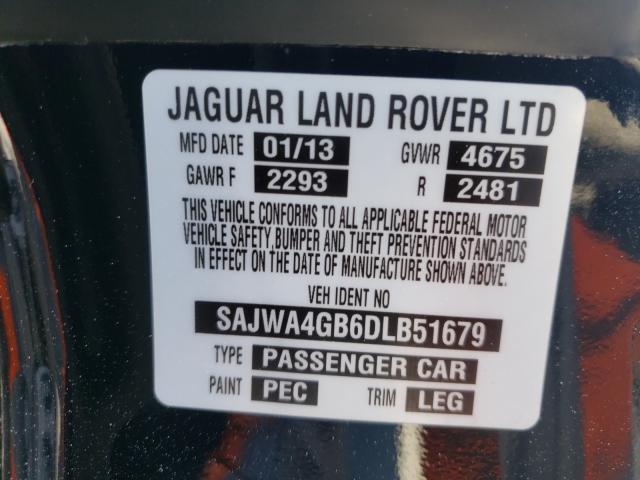 JAGUAR LAND ROVER LTD
MFD DATE 01/13 GVWR 4675
GAWR F 2293 R 2481
THIS VEHICLE CONFORMS TO ALL APPLICABLE FEDERAL MOTOR
VEHICLE SAFETY,BUMPER AND THEFT PREVENTION STANDARDS
IN EFFECT ON THE DATE OF MANUFACTURE SHOWN ABOVE.
VEH IDENT NO
SAJWA4GB6DLB51679
TYPE PASSENGER CAR
PAINT PEC TRIM LEG